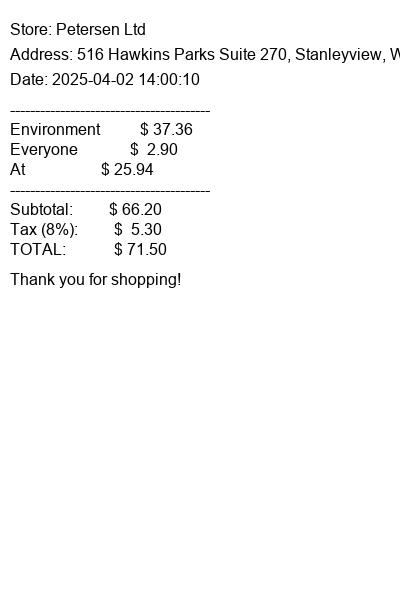 Store: Petersen Ltd
Address: 516 Hawkins Parks Suite 270, Stanleyview, W
Date: 2025-04-02 14:00:10
----------------------------------------
Environment $ 37.36
Everyone $ 2.90
At $ 25.94
----------------------------------------
Subtotal: $ 66.20
Tax (8%): $ 5.30
TOTAL: $ 71.50
Thank you for shopping!